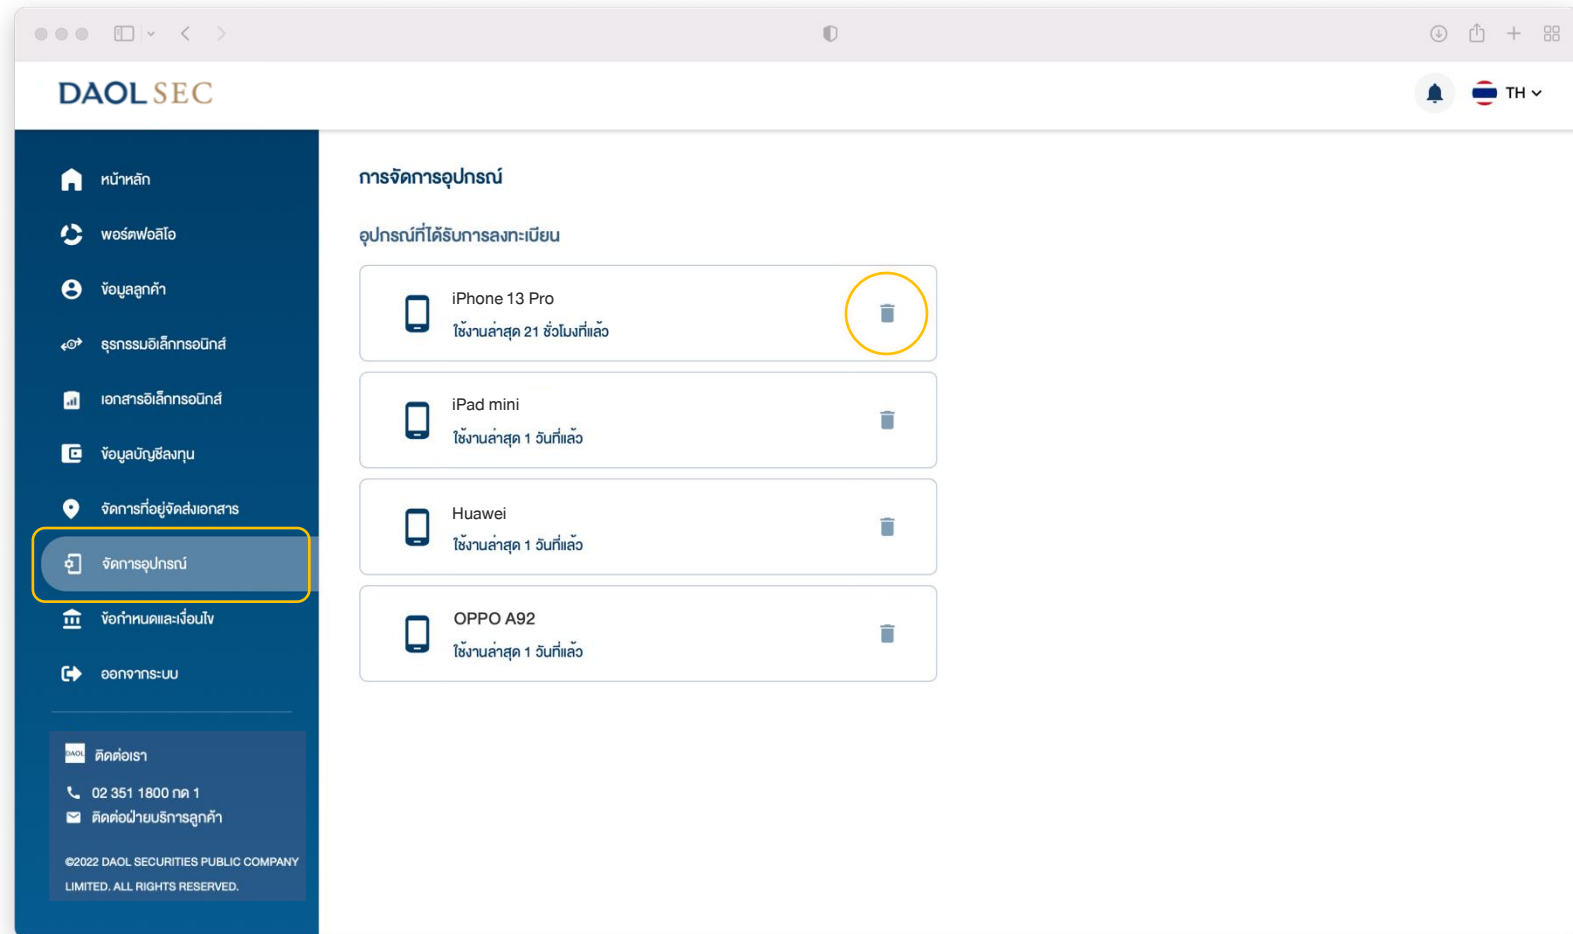 DAOL SEC
TH
หน้าหลัก
พอร์ตฟอลิโอ
ข้อมูลลูกค้า
ธุรกรรมอิเล็กทรอนิกส์
เอกสารอิเล็กทรอนิกส์
ข้อมูลบัญชีลงทุน
จัดการที่อยู่จัดส่งเอกสาร
จัดการอุปกรณ์
ข้อกำหนดและเงื่อนไข
ออกจากระบบ
DAOL ติดต่อเรา
02 351 1800 กด 1
ติดต่อฝ่ายบริการลูกค้า
©2022 DAOL SECURITIES PUBLIC COMPANY
LIMITED. ALL RIGHTS RESERVED.
การจัดการอุปกรณ์
อุปกรณ์ที่ได้รับการลงทะเบียน
iPhone 13 Pro
ใช้งานล่าสุด 21 ชั่วโมงที่แล้ว
iPad mini
ใช้งานล่าสุด 1 วันที่แล้ว
Huawei
ใช้งานล่าสุด 1 วันที่แล้ว
OPPO A92
ใช้งานล่าสุด 1 วันที่แล้ว